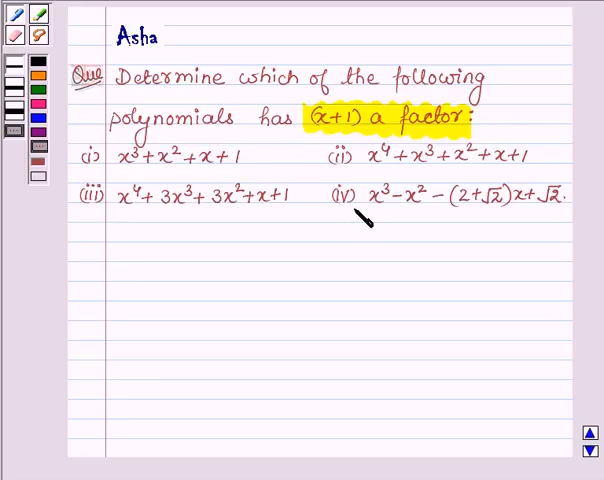 Asha
Que Determine which of the following
polynomials has (x+1) a factor:
(i) x³+x²+x+1 (ii) x⁴+x³+x²+x+1
(iii) x⁴+3x³+3x²+x+1 (iv) x³-x²-(2+√2)x+√2.